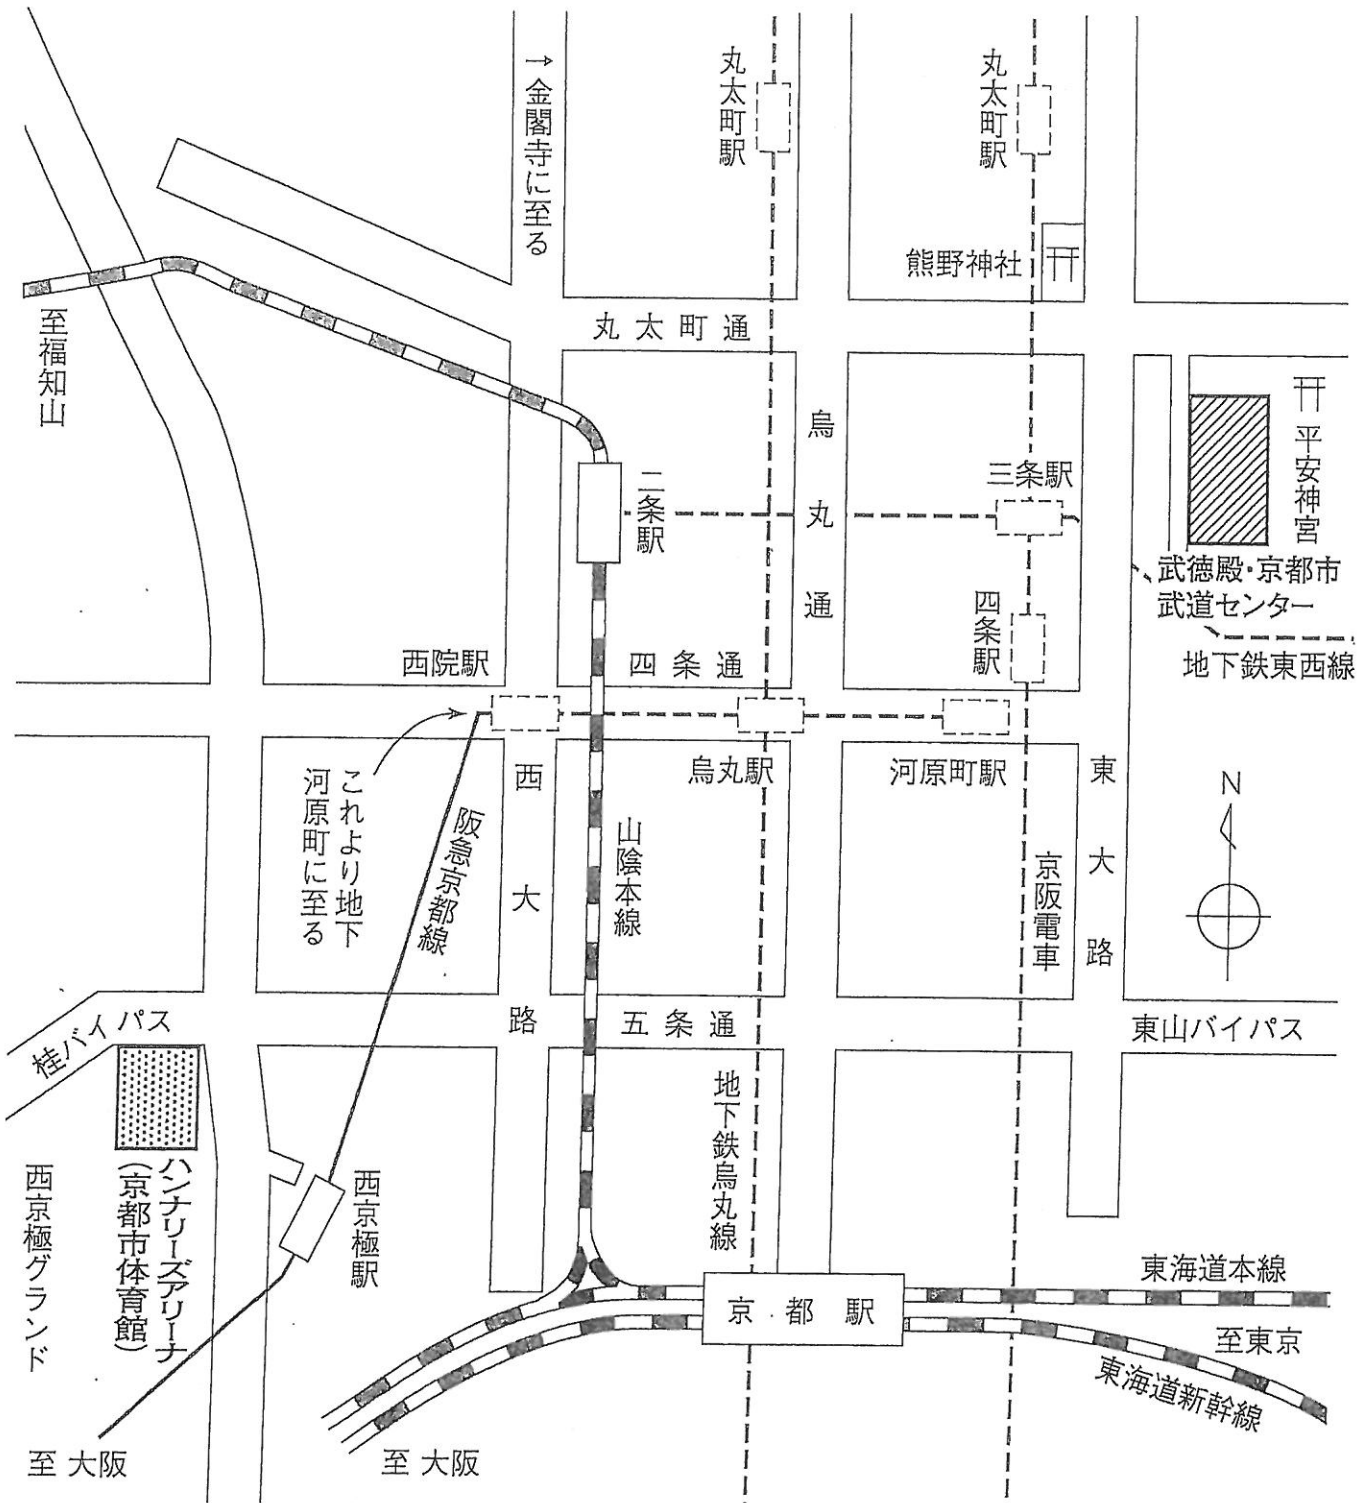 ↑金閣寺に至る
丸太町駅
丸太町駅
熊野神社
至福知山
丸太町通
烏丸通
二条駅
三条駅
平安神宮
武徳殿・京都市
武道センター
地下鉄東西線
四条駅
西院駅
四条通
烏丸駅
河原町駅
これより地下
河原町に至る
阪急京都線
西大路
山陰本線
京阪電車
東大路
N
桂バイパス
五条通
東山バイパス
地下鉄烏丸線
西京極グランド
ハンナリーズアリーナ
(京都市体育館)
西京極駅
京都駅
東海道本線
至東京
東海道新幹線
至 大阪
至 大阪